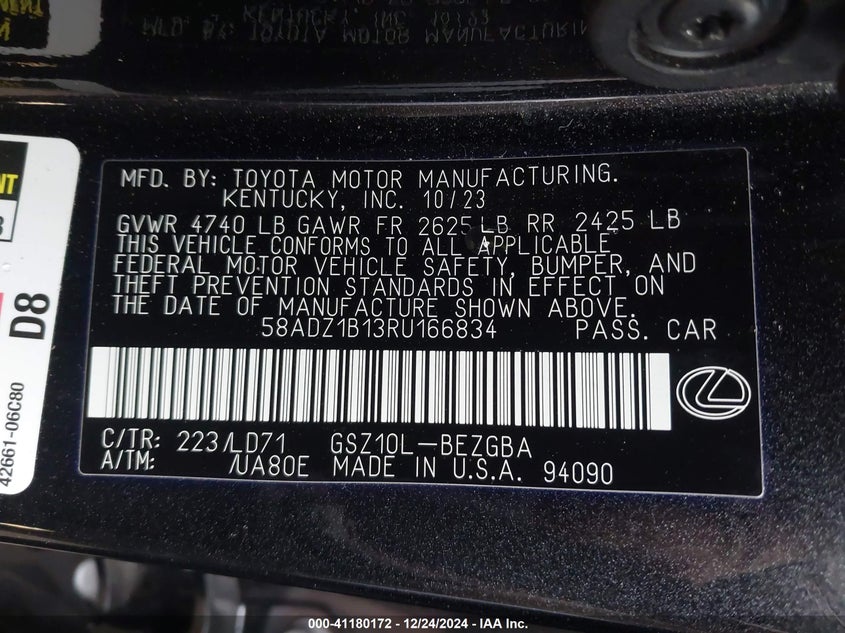 MFD. BY: TOYOTA MOTOR MANUFACTURING.
KENTUCKY, INC. 10/23
GVWR 4740 LB GAWR FR 2625 LB RR 2425 LB
THIS VEHICLE CONFORMS TO ALL APPLICABLE
FEDERAL MOTOR VEHICLE SAFETY, BUMPER, AND
THEFT PREVENTION STANDARDS IN EFFECT ON
THE DATE OF MANUFACTURE SHOWN ABOVE.
58ADZ1B13RU166834 PASS. CAR
C/TR: 223/LD71 GSZ10L-BEZGBA
A/TM: /UA80E MADE IN U.S.A. 94090
D8
42661-06C80
000-41180172 - 12/24/2024 - IAA Inc.